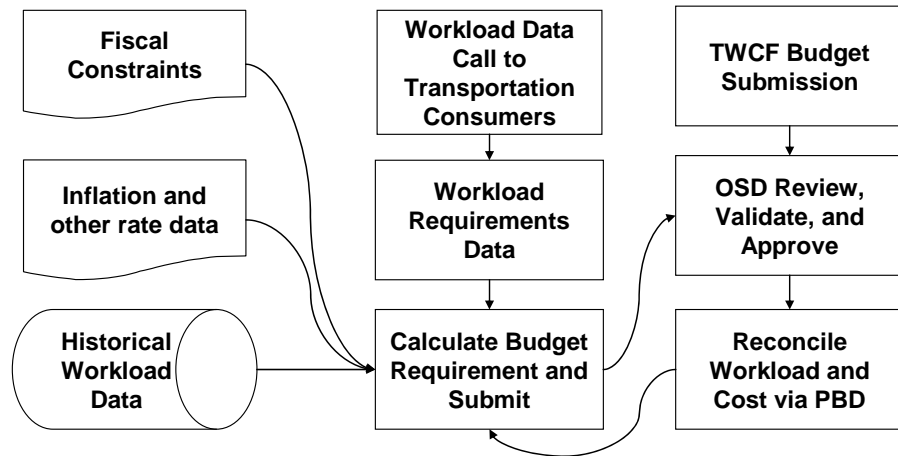 Fiscal
Constraints
Workload Data
Call to
Transportation
Consumers
TWCF Budget
Submission
Inflation and
other rate data
Workload
Requirements
Data
OSD Review,
Validate, and
Approve
Historical
Workload
Data
Calculate Budget
Requirement and
Submit
Reconcile
Workload and
Cost via PBD